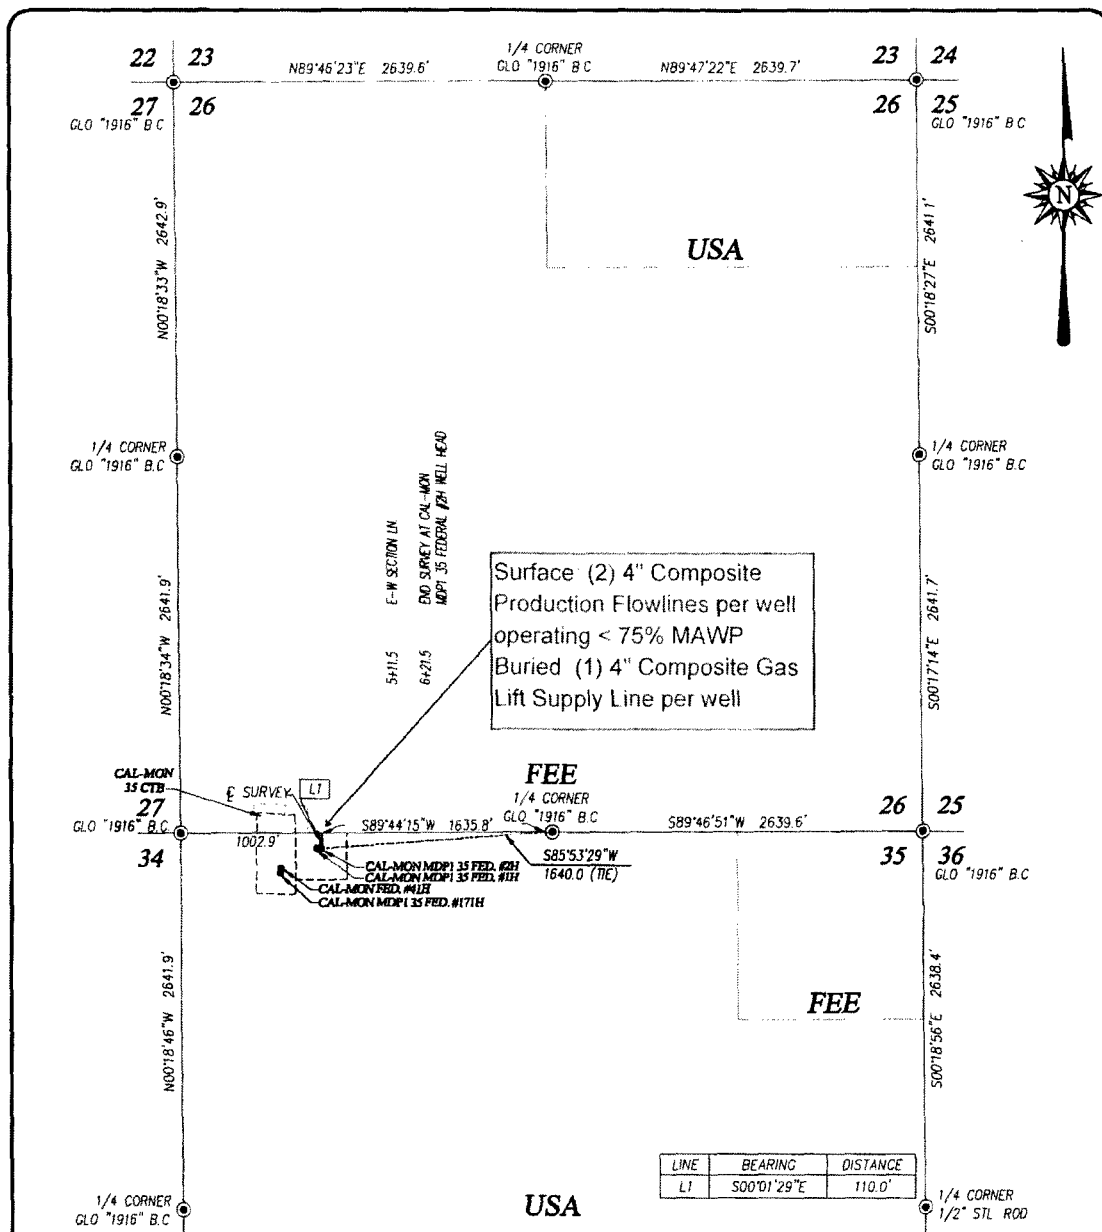 22 23
1/4 CORNER
GLO "1916" B C
N89°46'23"E 2639.6'
N89°47'22"E 2639.7'
23 24
27 26
GLO "1916" B C
26 25
GLO "1916" B C
N
N00°18'33"W 2642.9'
USA
S00°18'27"E 2641.1'
1/4 CORNER
GLO "1916" B.C
1/4 CORNER
GLO "1916" B.C
5+11.5 E-W SECTION LN.
6+21.5 END SURVEY AT CAL-MON
MDP1 35 FEDERAL #2H WELL HEAD
Surface (2) 4" Composite
Production Flowlines per well
operating < 75% MAWP
Buried (1) 4" Composite Gas
Lift Supply Line per well
N00°18'34"W 2641.9'
S00°17'14"E 2641.7'
CAL-MON
35 CTB
℄ SURVEY
L1
FEE
1/4 CORNER
GLO "1916" B.C
27
GLO "1916" B.C
34
26 25
35 36
GLO "1916" B.C
1002.9'
S89°44'15"W 1635.8'
S89°46'51"W 2639.6'
S85°53'29"W
1640.0 (TIE)
CAL-MON MDP1 35 FED. #2H
CAL-MON MDP1 35 FED. #1H
CAL-MON FED. #41H
CAL-MON MDP1 35 FED. #171H
N00°18'46"W 2641.9'
FEE
S00°18'56"E 2638.4'
LINE BEARING DISTANCE
L1 S00°01'29"E 110.0'
1/4 CORNER
GLO "1916" B.C
USA
1/4 CORNER
1/2" STL ROD